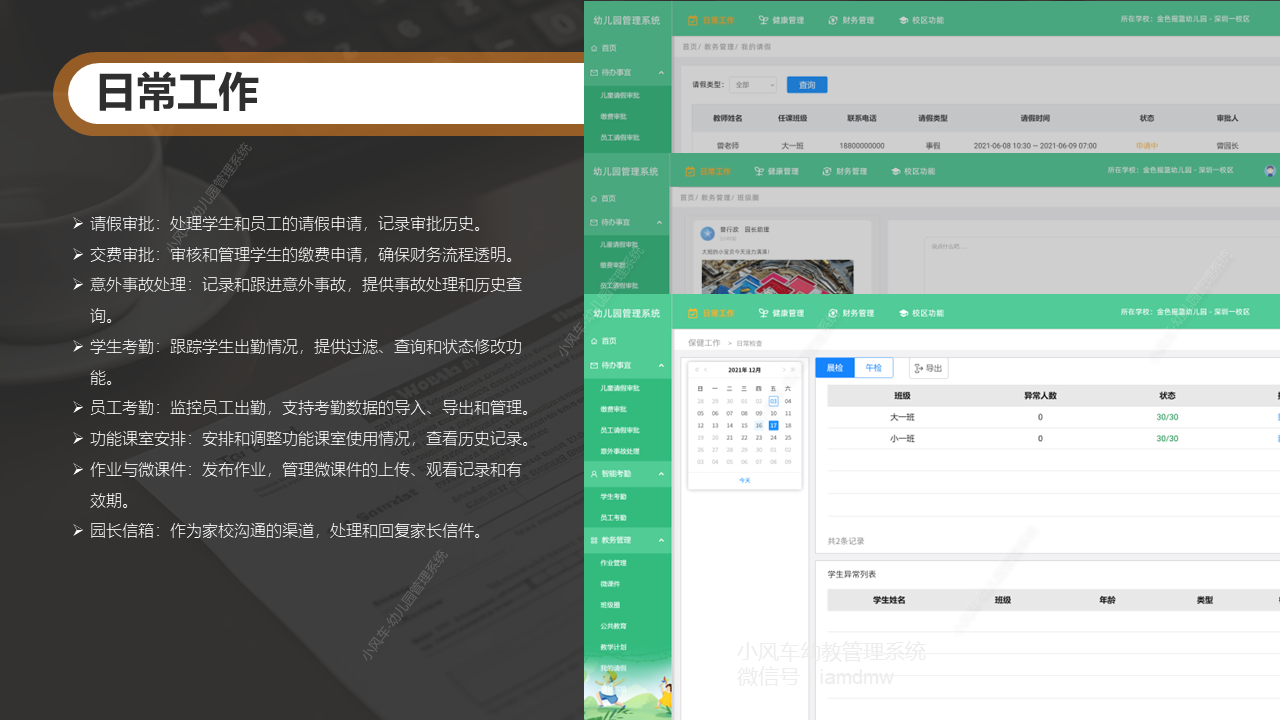 日常工作
➢ 请假审批：处理学生和员工的请假申请，记录审批历史。
➢ 交费审批：审核和管理学生的缴费申请，确保财务流程透明。
➢ 意外事故处理：记录和跟进意外事故，提供事故处理和历史查
询。
➢ 学生考勤：跟踪学生出勤情况，提供过滤、查询和状态修改功
能。
➢ 员工考勤：监控员工出勤，支持考勤数据的导入、导出和管理。
➢ 功能课室安排：安排和调整功能课室使用情况，查看历史记录。
➢ 作业与微课件：发布作业，管理微课件的上传、观看记录和有
效期。
➢ 园长信箱：作为家校沟通的渠道，处理和回复家长信件。
幼儿园管理系统 日常工作 健康管理 财务管理 校区功能 所在学校：金色摇篮幼儿园 - 深圳一校区
首页
首页/ 教务管理/ 我的请假
待办事宜
儿童请假审批
缴费审批
员工请假审批
请假类型： 全部 查询
教师姓名 任课班级 联系电话 请假类型 请假时间 状态 审批人
曾老师 大一班 18800000000 事假 2021-06-08 10:30 ~ 2021-06-09 07:00 申请中 曾园长
幼儿园管理系统 日常工作 健康管理 财务管理 校区功能 所在学校：金色摇篮幼儿园 - 深圳一校区
首页
首页/ 教务管理/ 班级圈
待办事宜
儿童请假审批
缴费审批
员工请假审批
曾行政 园长助理
大班的小安京今天活力满满！
说点什么吧...
幼儿园管理系统 日常工作 健康管理 财务管理 校区功能 所在学校：金色摇篮幼儿园 - 深圳一校区
首页
待办事宜
儿童请假审批
缴费审批
员工请假审批
意外事故处理
智能考勤
学生考勤
员工考勤
教务管理
作业管理
微课件
班级圈
公共教育
教学计划
我的请假
保健工作 > 日常检查
« ‹ 2021年 12月 › »
日 一 二 三 四 五 六
28 29 30 01 02 03 04
05 06 07 08 09 10 11
12 13 14 15 16 17 18
19 20 21 22 23 24 25
26 27 28 29 30 01 02
03 04 05 06 07 08 09
今天
晨检 午检 导出
班级 异常人数 状态
大一班 0 30/30
小一班 0 30/30
共2条记录
学生异常列表
学生姓名 班级 年龄 类型
小风车-幼儿园管理系统
小风车-幼儿园管理系统
小风车幼教管理系统
微信号 iamdmw